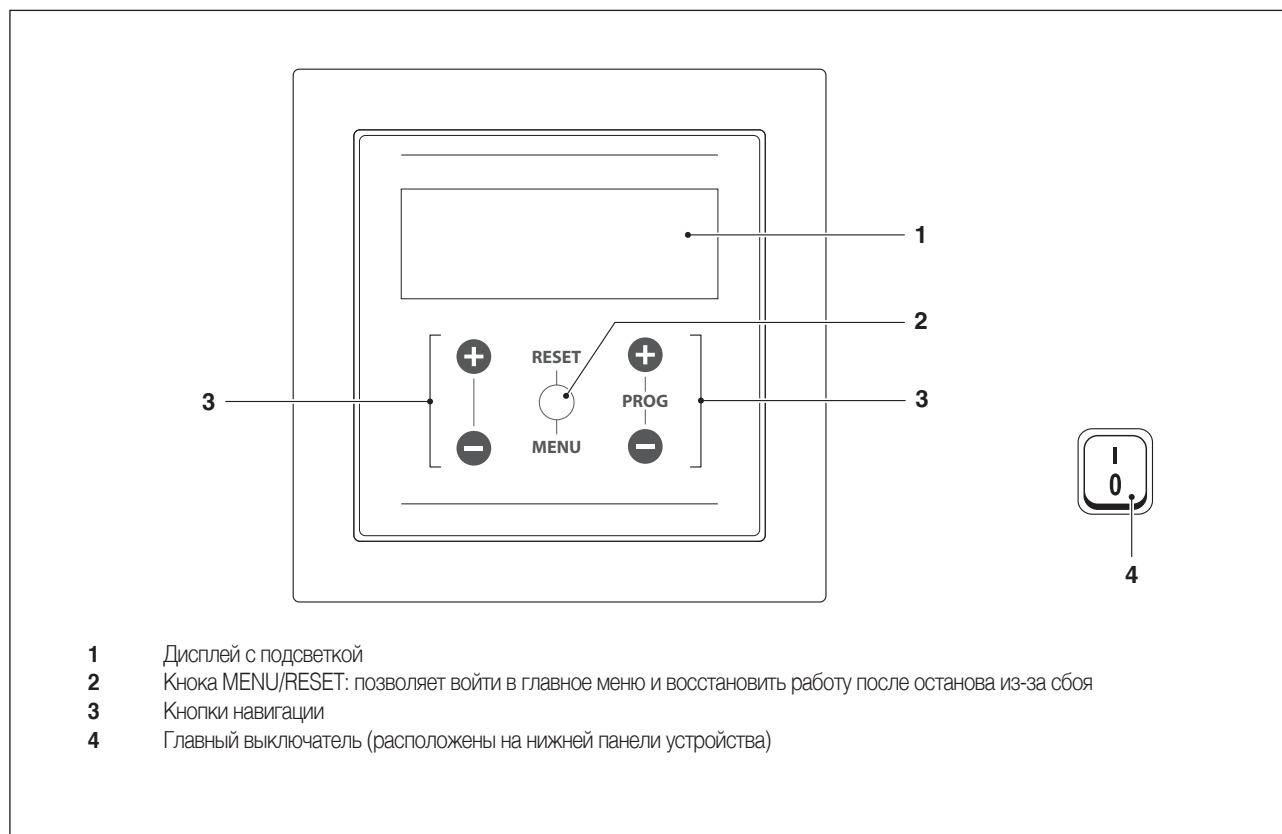 1
2
RESET
3
PROG
3
MENU
I
0
4
1 Дисплей с подсветкой
2 Кнока MENU/RESET: позволяет войти в главное меню и восстановить работу после останова из-за сбоя
3 Кнопки навигации
4 Главный выключатель (расположены на нижней панели устройства)